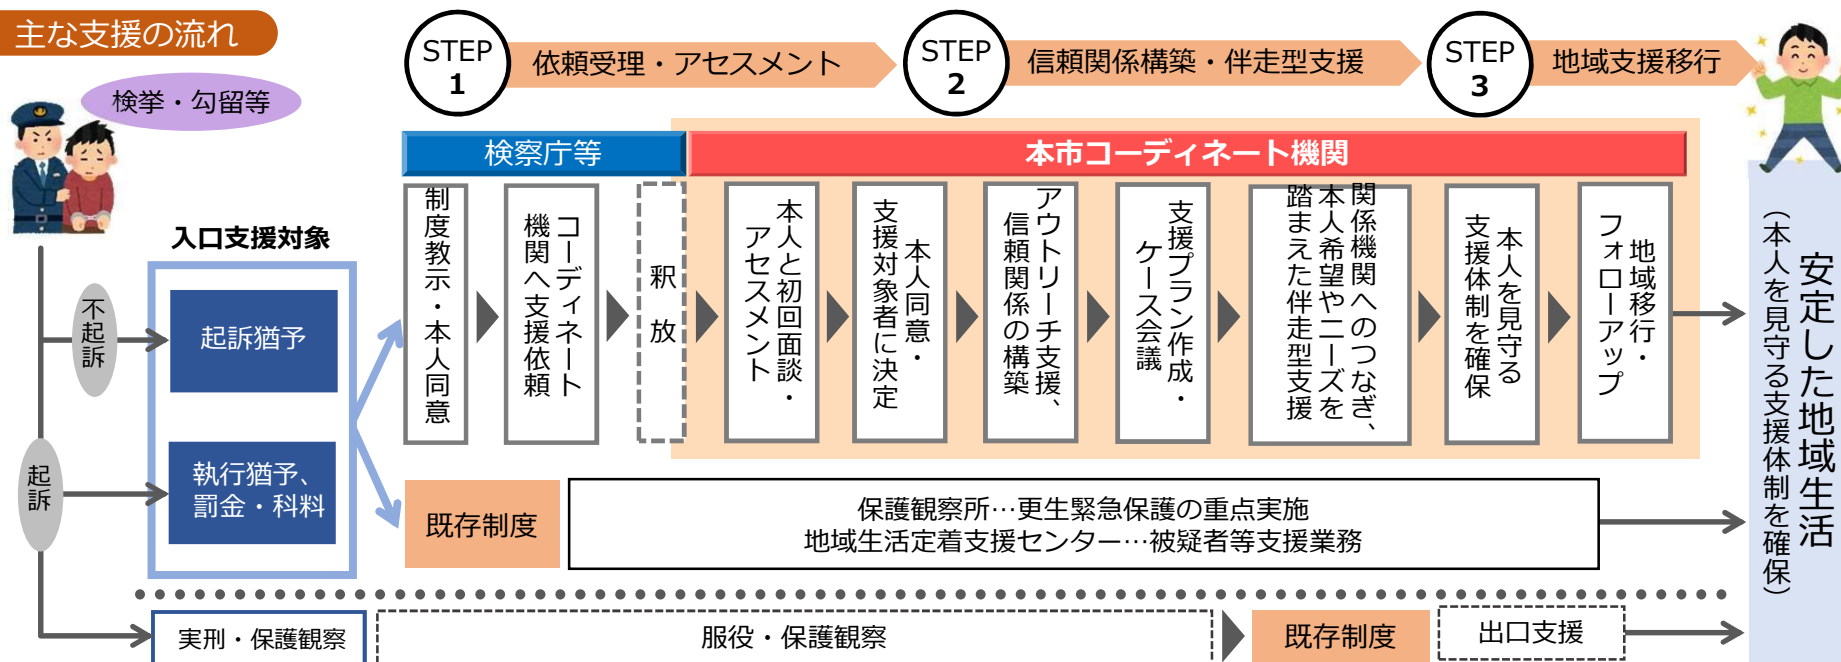 主な支援の流れ
検挙・勾留等
STEP
1
依頼受理・アセスメント
STEP
2
信頼関係構築・伴走型支援
STEP
3
地域支援移行
検察庁等
本市コーディネート機関
入口支援対象
不起訴
起訴猶予
起訴
執行猶予、
罰金・科料
制度教示・本人同意
コーディネート
機関へ支援依頼
釈放
本人と初回面談・
アセスメント
本人同意・
支援対象者に決定
アウトリーチ支援、
信頼関係の構築
支援プラン作成・
ケース会議
関係機関へのつなぎ、
本人希望やニーズを
踏まえた伴走型支援
本人を見守る
支援体制を確保
地域移行・
フォローアップ
既存制度
保護観察所…更生緊急保護の重点実施
地域生活定着支援センター…被疑者等支援業務
実刑・保護観察
服役・保護観察
既存制度
出口支援
安定した地域生活
（本人を見守る支援体制を確保）